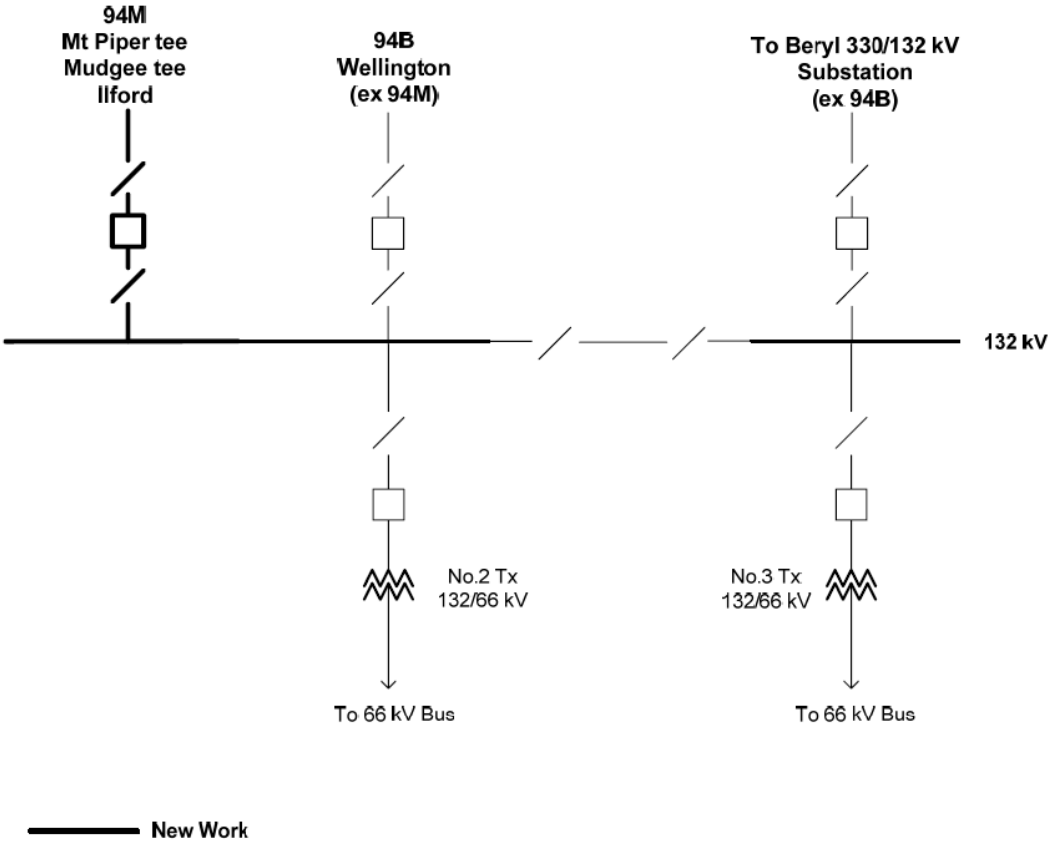 94M
Mt Piper tee
Mudgee tee
Ilford
94B
Wellington
(ex 94M)
To Beryl 330/132 kV
Substation
(ex 94B)
132 kV
No.2 Tx
132/66 kV
No.3 Tx
132/66 kV
To 66 kV Bus
To 66 kV Bus
New Work